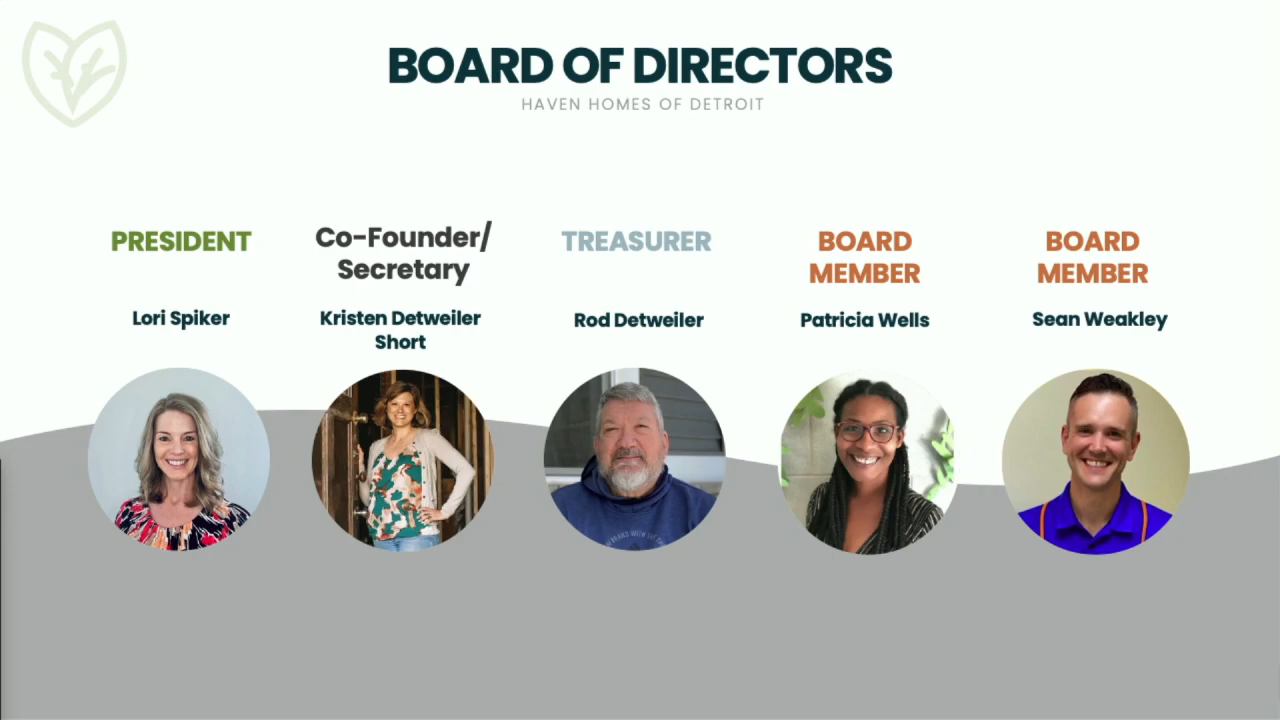 BOARD OF DIRECTORS
HAVEN HOMES OF DETROIT
PRESIDENT
Lori Spiker
Co-Founder/
Secretary
Kristen Detweiler
Short
TREASURER
Rod Detweiler
BOARD
MEMBER
Patricia Wells
BOARD
MEMBER
Sean Weakley